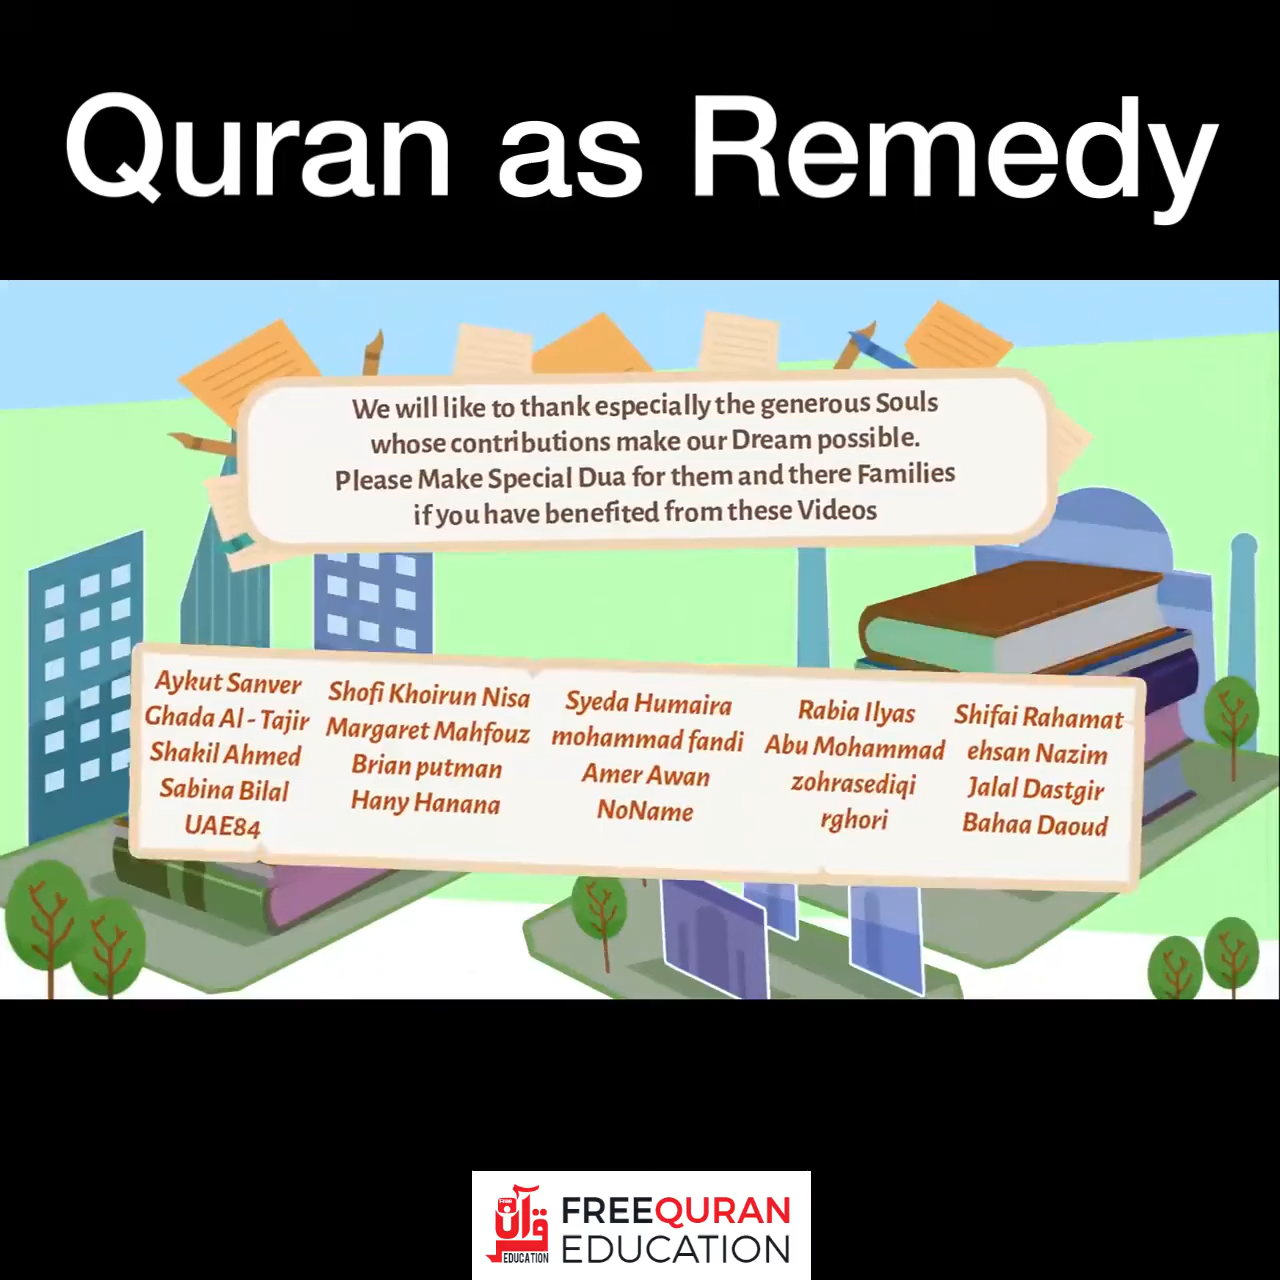 Quran as Remedy
We will like to thank especially the generous Souls
whose contributions make our Dream possible.
Please Make Special Dua for them and there Families
if you have benefited from these Videos
Aykut Sanver
Ghada Al - Tajir
Shakil Ahmed
Sabina Bilal
UAE84
Shofi Khoirun Nisa
Margaret Mahfouz
Brian putman
Hany Hanana
Syeda Humaira
mohammad fandi
Amer Awan
NoName
Rabia Ilyas
Abu Mohammad
zohrasediqi
rghori
Shifai Rahamat
ehsan Nazim
Jalal Dastgir
Bahaa Daoud
FREE
قرآن
EDUCATION
FREEQURAN
EDUCATION